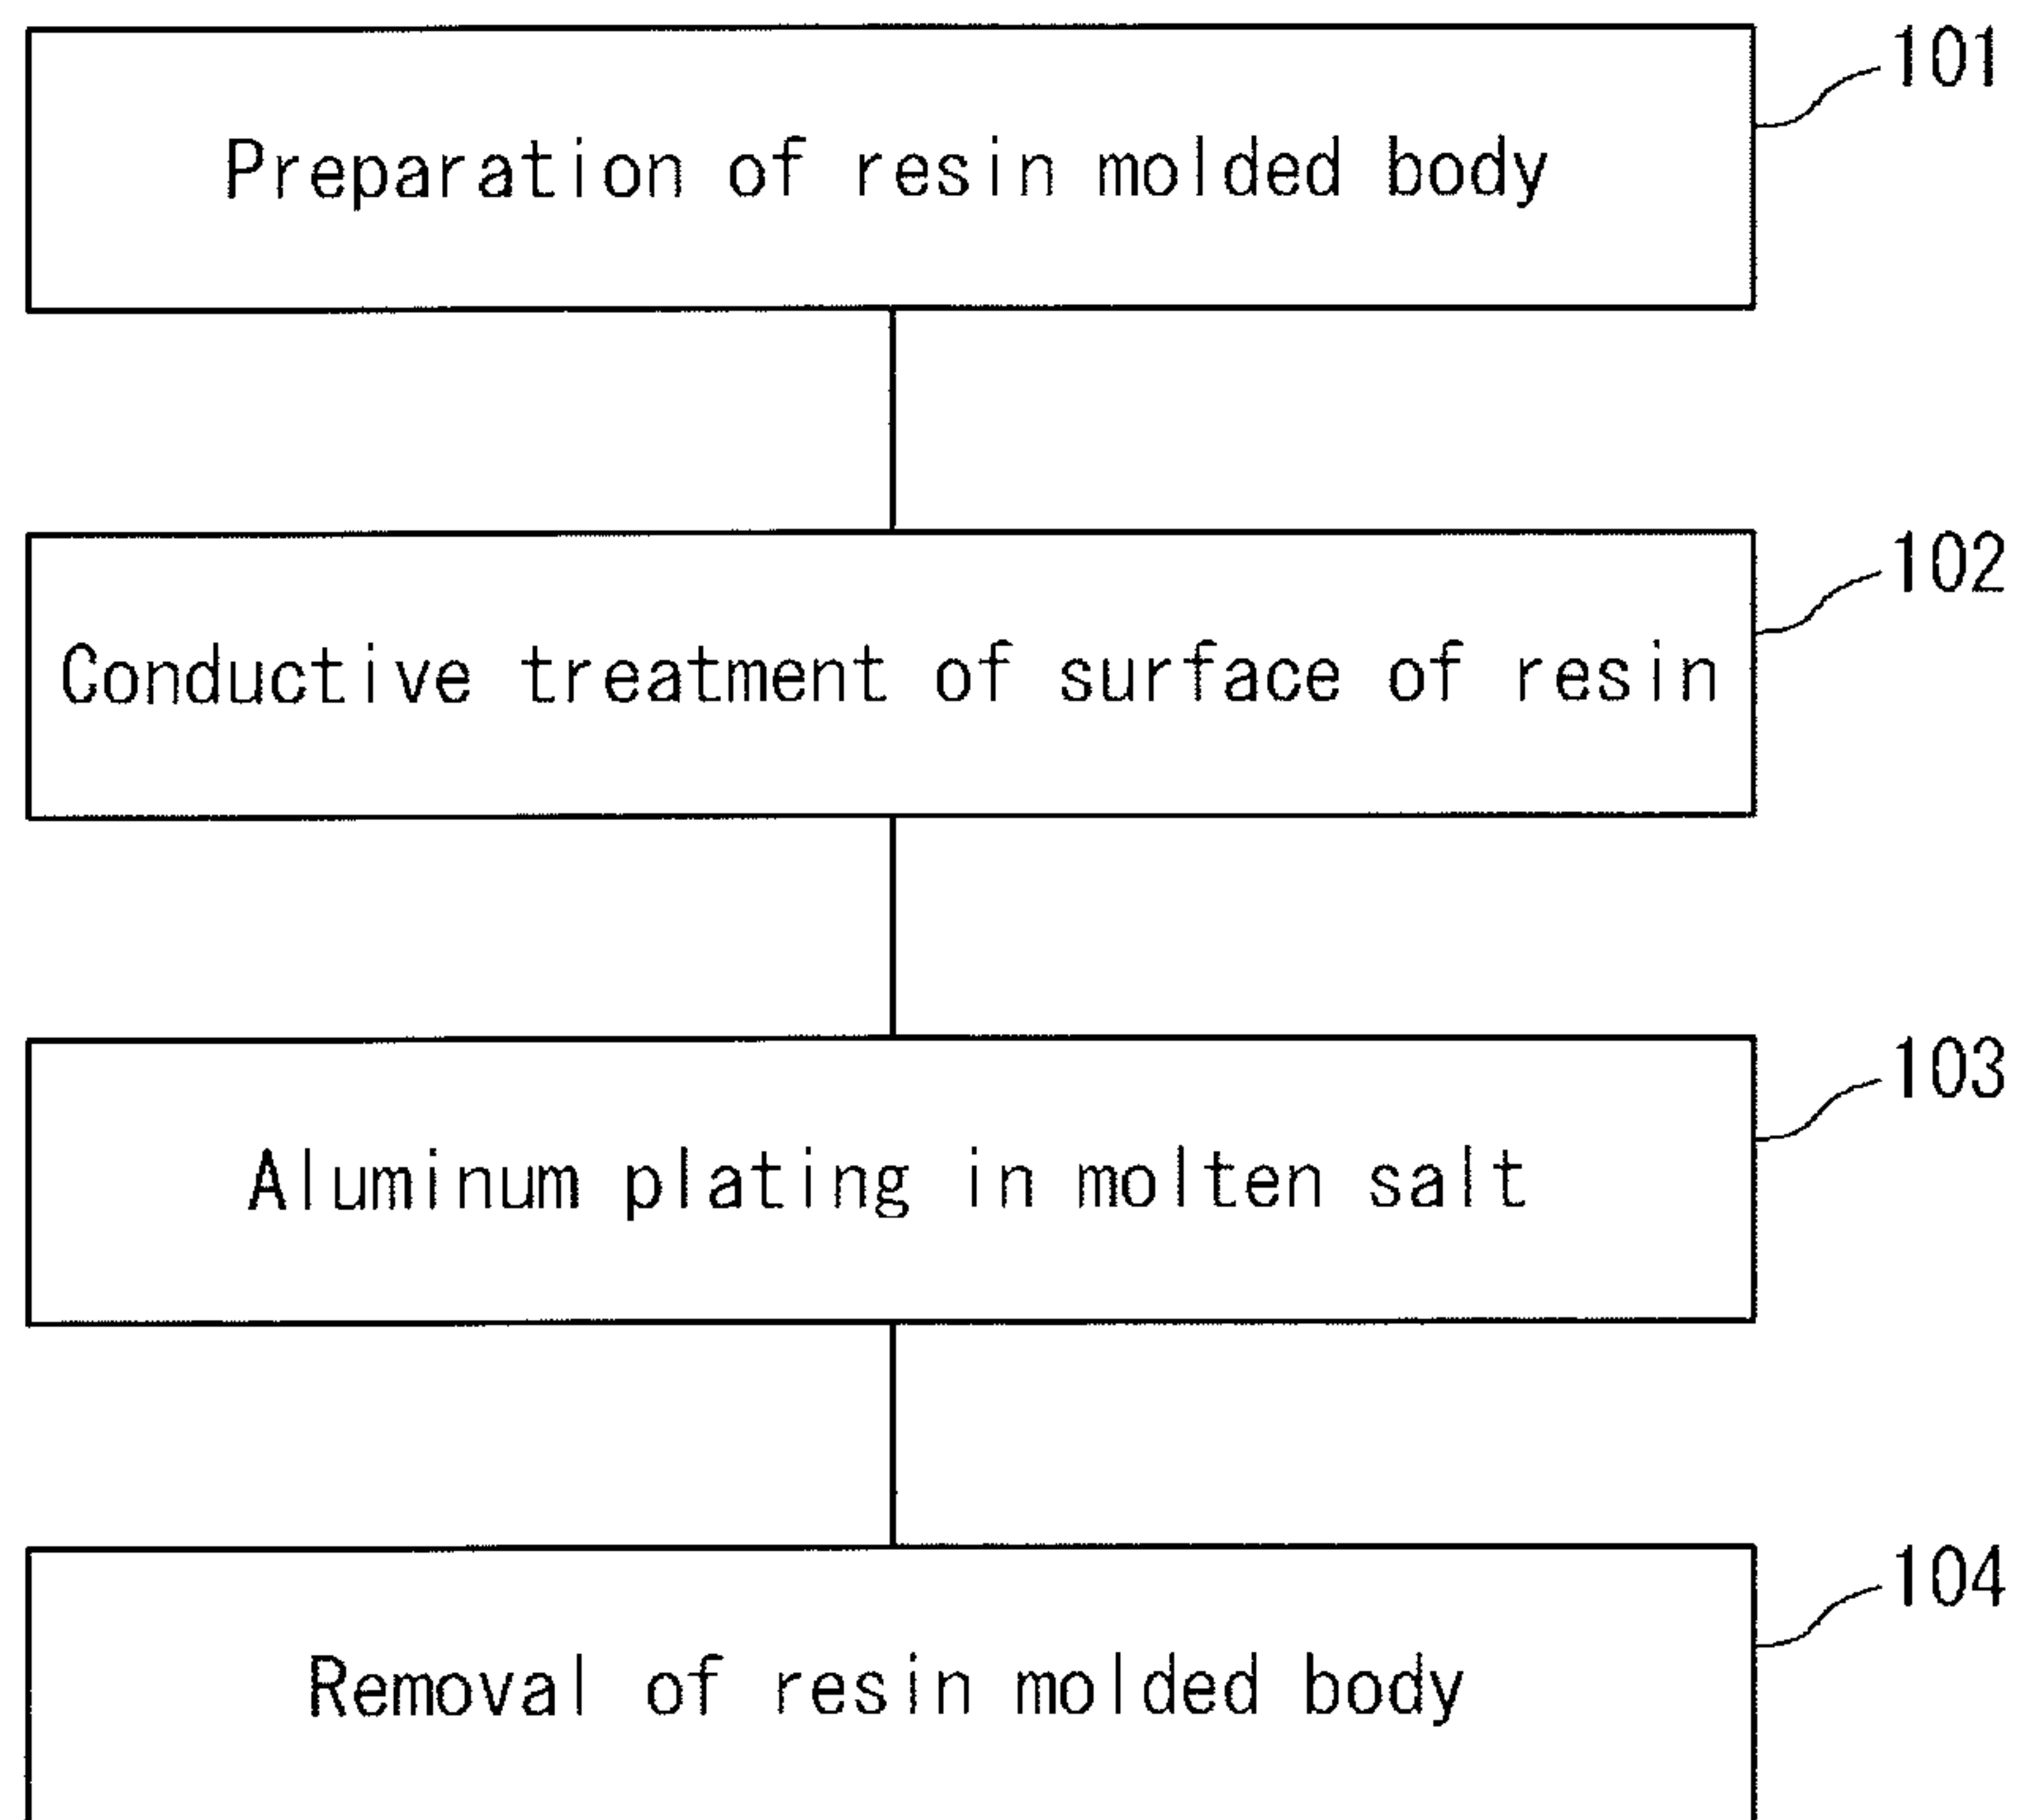 101
Preparation of resin molded body
102
Conductive treatment of surface of resin
103
Aluminum plating in molten salt
104
Removal of resin molded body